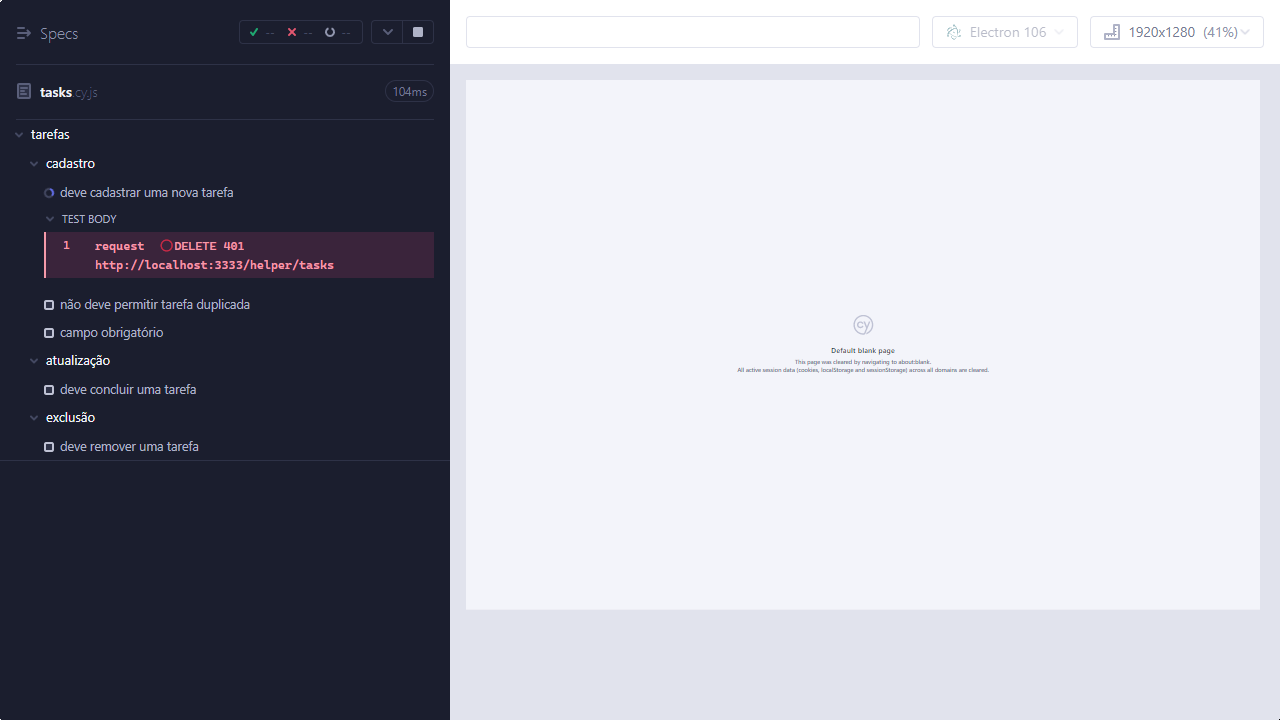 Specs
--
--
--
Electron 106
1920x1280 (41%)
tasks.cy.js
104ms
tarefas
cadastro
deve cadastrar uma nova tarefa
TEST BODY
1 request DELETE 401
http://localhost:3333/helper/tasks
não deve permitir tarefa duplicada
campo obrigatório
atualização
deve concluir uma tarefa
exclusão
deve remover uma tarefa
cy
Default blank page
This page was cleared by navigating to about:blank.
All active session data (cookies, localStorage and sessionStorage) across all domains are cleared.